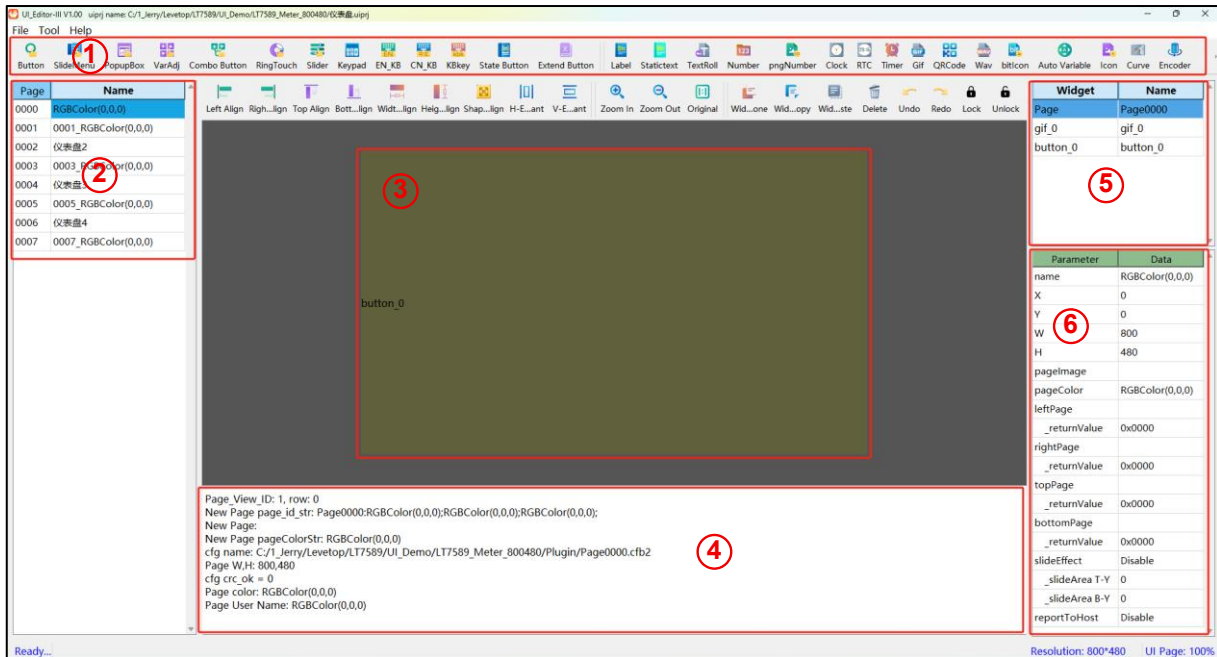 UI_Editor-III V1.00 uiprj name: C:/1_Jerry/Levetop/LT7589/UI_Demo/LT7589_Meter_800480/仪表盘.uiprj
File Tool Help
Button SlideMenu PopupBox VarAdj Combo Button RingTouch Slider Keypad EN_KB CN_KB KBkey State Button Extend Button Label Statictext TextRoll Number pngNumber Clock RTC Timer Gif QRCode Wav bitIcon Auto Variable Icon Curve Encoder
①
Page Name
0000 RGBColor(0,0,0)
0001 0001_RGBColor(0,0,0)
0002 仪表盘2
0003 0003_RGBColor(0,0,0)
0004 仪表盘3
0005 0005_RGBColor(0,0,0)
0006 仪表盘4
0007 0007_RGBColor(0,0,0)
②
Left Align Righ...lign Top Align Bott...lign Widt...lign Heig...lign Shap...lign H-E...ant V-E...ant Zoom In Zoom Out Original Wid...one Wid...opy Wid...ste Delete Undo Redo Lock Unlock
③
button_0
Page_View_ID: 1, row: 0
New Page page_id_str: Page0000:RGBColor(0,0,0);RGBColor(0,0,0);RGBColor(0,0,0);
New Page:
New Page pageColorStr: RGBColor(0,0,0)
cfg name: C:/1_Jerry/Levetop/LT7589/UI_Demo/LT7589_Meter_800480/Plugin/Page0000.cfb2
Page W,H: 800,480
cfg crc_ok = 0
Page color: RGBColor(0,0,0)
Page User Name: RGBColor(0,0,0)
④
Widget Name
Page Page0000
gif_0 gif_0
button_0 button_0
⑤
Parameter Data
name RGBColor(0,0,0)
X 0
Y 0
W 800
H 480
pageImage
pageColor RGBColor(0,0,0)
leftPage
_returnValue 0x0000
rightPage
_returnValue 0x0000
topPage
_returnValue 0x0000
bottomPage
_returnValue 0x0000
slideEffect Disable
_slideArea T-Y 0
_slideArea B-Y 0
reportToHost Disable
⑥
Ready... Resolution: 800*480 UI Page: 100%